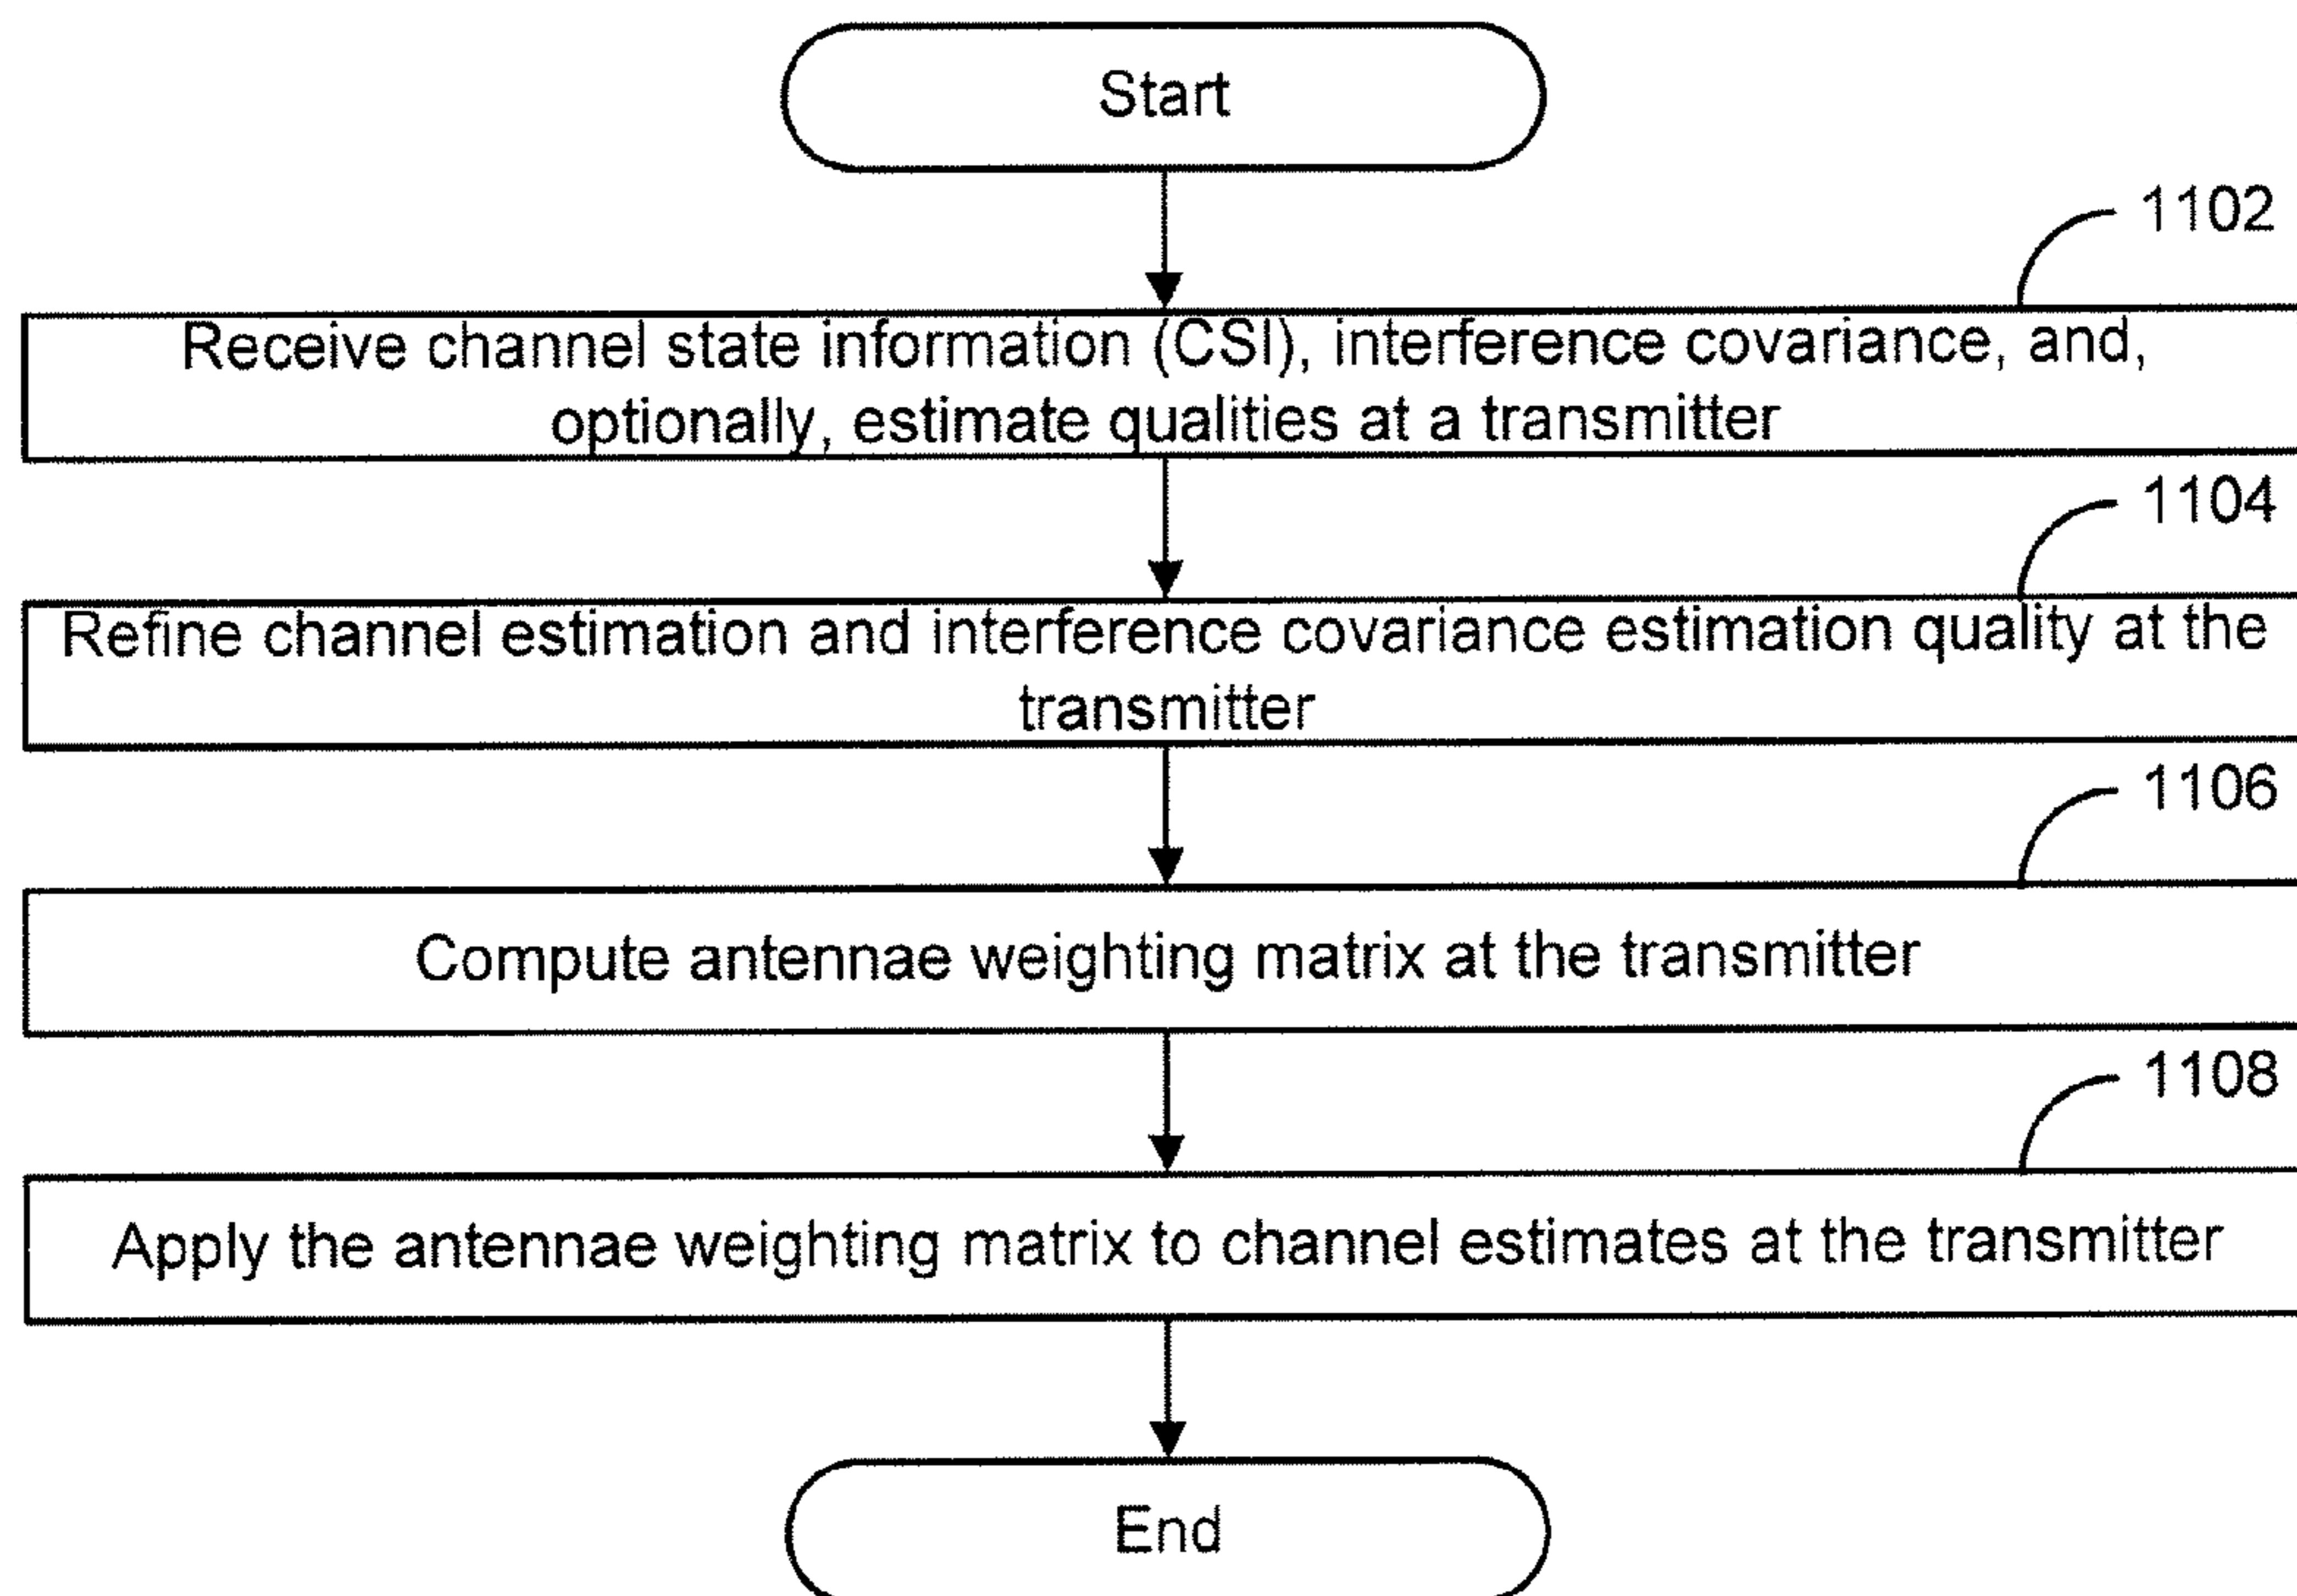 Start
1102
Receive channel state information (CSI), interference covariance, and,
optionally, estimate qualities at a transmitter
1104
Refine channel estimation and interference covariance estimation quality at the
transmitter
1106
Compute antennae weighting matrix at the transmitter
1108
Apply the antennae weighting matrix to channel estimates at the transmitter
End